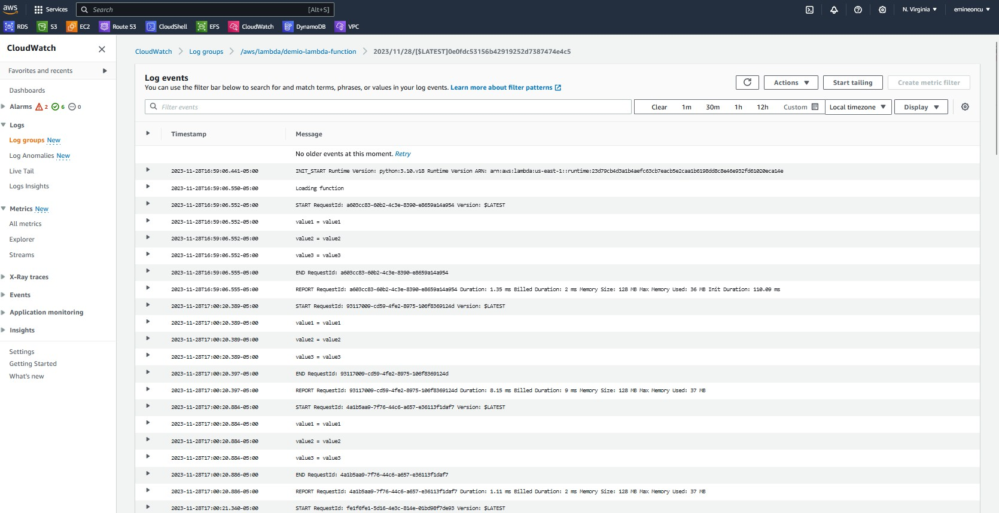 aws Services Search [Alt+S] N. Virginia emineoncu
RDS S3 EC2 Route 53 CloudShell EFS CloudWatch DynamoDB VPC
CloudWatch
Favorites and recents
Dashboards
Alarms 2 6 0
Logs
Log groups New
Log Anomalies New
Live Tail
Logs Insights
Metrics New
All metrics
Explorer
Streams
X-Ray traces
Events
Application monitoring
Insights
Settings
Getting Started
What's new
CloudWatch Log groups /aws/lambda/demio-lambda-function 2023/11/28/[$LATEST]0e0fdc53156b42919252d7387474e4c5
Log events
You can use the filter bar below to search for and match terms, phrases, or values in your log events. Learn more about filter patterns
Actions Start tailing Create metric filter
Filter events Clear 1m 30m 1h 12h Custom Local timezone Display
Timestamp Message
No older events at this moment. Retry
2023-11-28T16:59:06.441-05:00 INIT_START Runtime Version: python:3.10.v18 Runtime Version ARN: arn:aws:lambda:us-east-1::runtime:23d79cb4d3a1b4aefc63cb7eacb5e2caa1b6198dd8c8e46e932fd61020eca14e
2023-11-28T16:59:06.550-05:00 Loading function
2023-11-28T16:59:06.552-05:00 START RequestId: a603cc83-60b2-4c3e-8390-e8659a14a954 Version: $LATEST
2023-11-28T16:59:06.552-05:00 value1 = value1
2023-11-28T16:59:06.552-05:00 value2 = value2
2023-11-28T16:59:06.552-05:00 value3 = value3
2023-11-28T16:59:06.555-05:00 END RequestId: a603cc83-60b2-4c3e-8390-e8659a14a954
2023-11-28T16:59:06.555-05:00 REPORT RequestId: a603cc83-60b2-4c3e-8390-e8659a14a954 Duration: 1.35 ms Billed Duration: 2 ms Memory Size: 128 MB Max Memory Used: 36 MB Init Duration: 110.09 ms
2023-11-28T17:00:20.389-05:00 START RequestId: 93117009-cd59-4fe2-8975-106f8369124d Version: $LATEST
2023-11-28T17:00:20.389-05:00 value1 = value1
2023-11-28T17:00:20.389-05:00 value2 = value2
2023-11-28T17:00:20.389-05:00 value3 = value3
2023-11-28T17:00:20.397-05:00 END RequestId: 93117009-cd59-4fe2-8975-106f8369124d
2023-11-28T17:00:20.397-05:00 REPORT RequestId: 93117009-cd59-4fe2-8975-106f8369124d Duration: 8.15 ms Billed Duration: 9 ms Memory Size: 128 MB Max Memory Used: 37 MB
2023-11-28T17:00:20.884-05:00 START RequestId: 4a1b5aa9-7f76-44c6-a657-e36113f1daf7 Version: $LATEST
2023-11-28T17:00:20.884-05:00 value1 = value1
2023-11-28T17:00:20.884-05:00 value2 = value2
2023-11-28T17:00:20.884-05:00 value3 = value3
2023-11-28T17:00:20.886-05:00 END RequestId: 4a1b5aa9-7f76-44c6-a657-e36113f1daf7
2023-11-28T17:00:20.886-05:00 REPORT RequestId: 4a1b5aa9-7f76-44c6-a657-e36113f1daf7 Duration: 1.11 ms Billed Duration: 2 ms Memory Size: 128 MB Max Memory Used: 37 MB
2023-11-28T17:00:21.340-05:00 START RequestId: fe1f6fe1-5d16-4e3c-814e-01bd98f7de93 Version: $LATEST